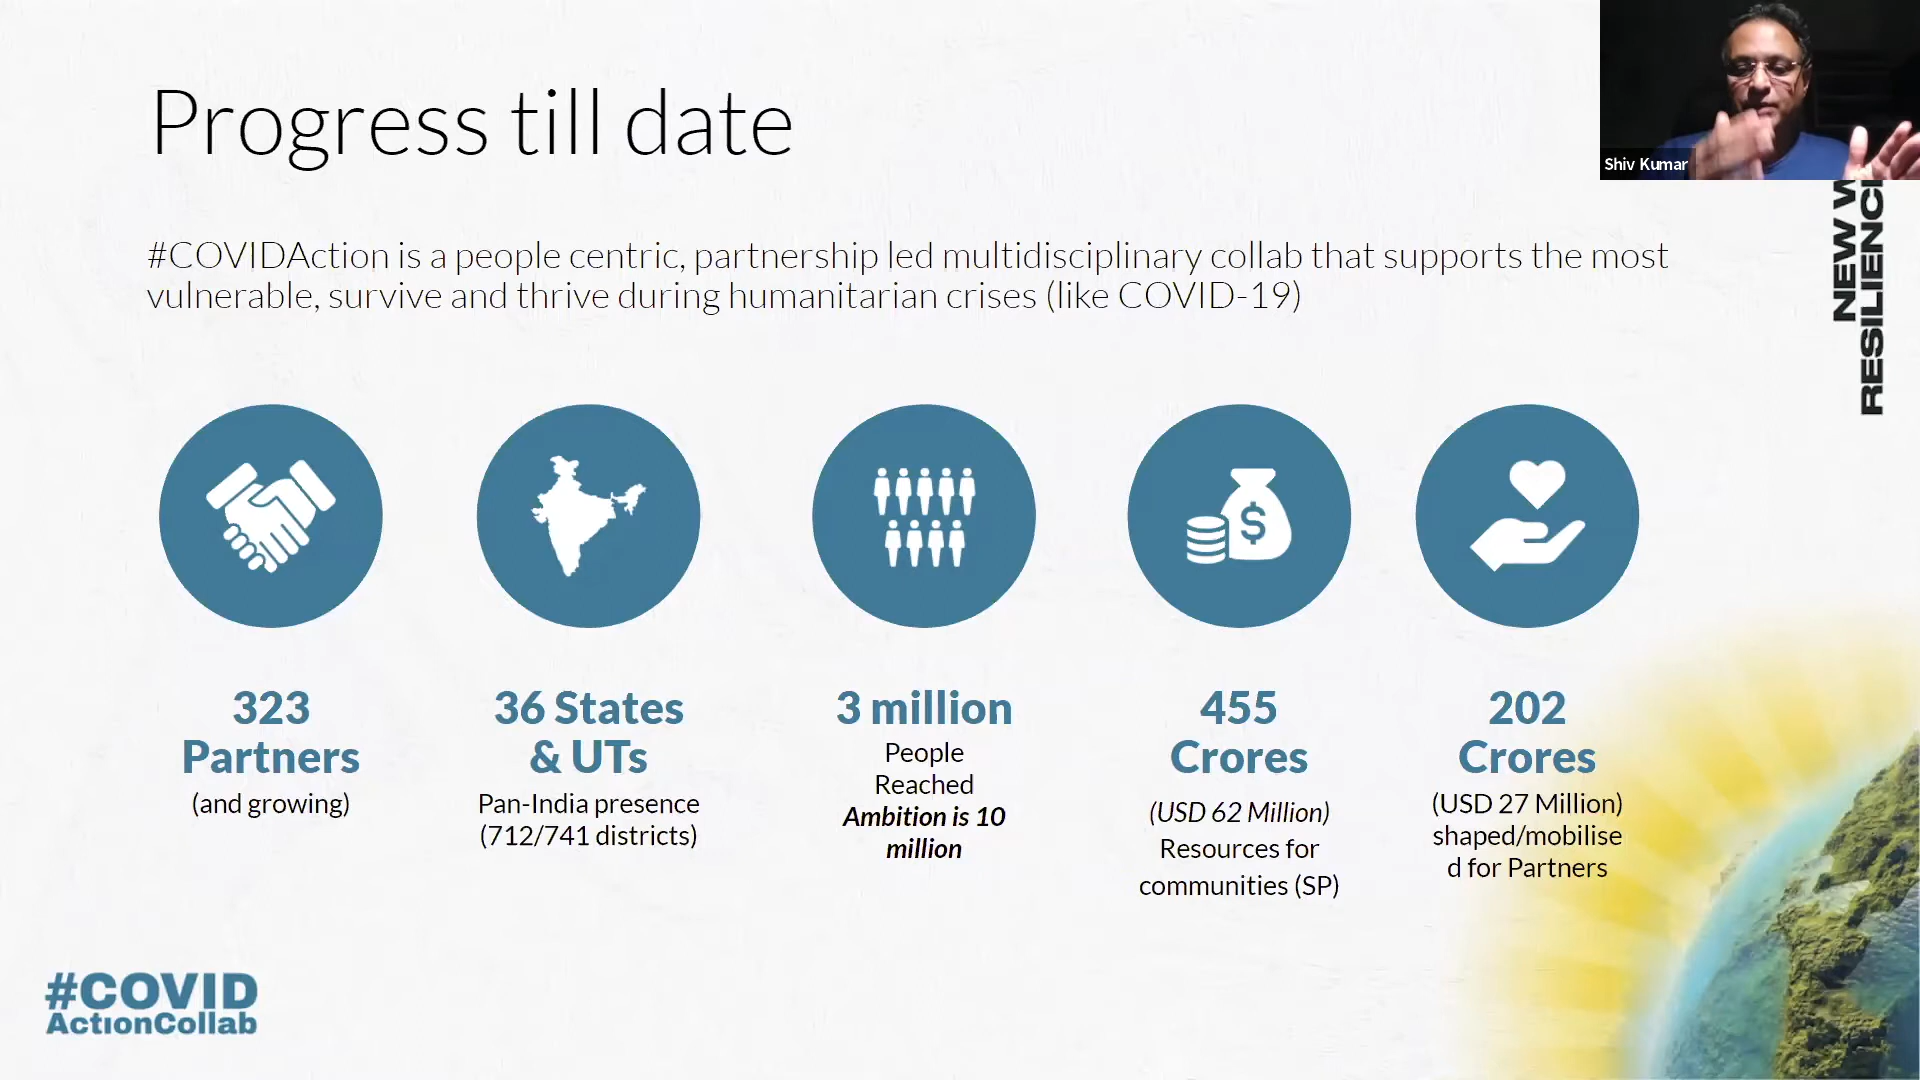 Progress till date
Shiv Kumar
#COVIDAction is a people centric, partnership led multidisciplinary collab that supports the most
vulnerable, survive and thrive during humanitarian crises (like COVID-19)
NEW
RESILIENC
$
323
Partners
(and growing)
36 States
& UTs
Pan-India presence
(712/741 districts)
3 million
People
Reached
Ambition is 10
million
455
Crores
(USD 62 Million)
Resources for
communities (SP)
202
Crores
(USD 27 Million)
shaped/mobilise
d for Partners
#COVID
ActionCollab